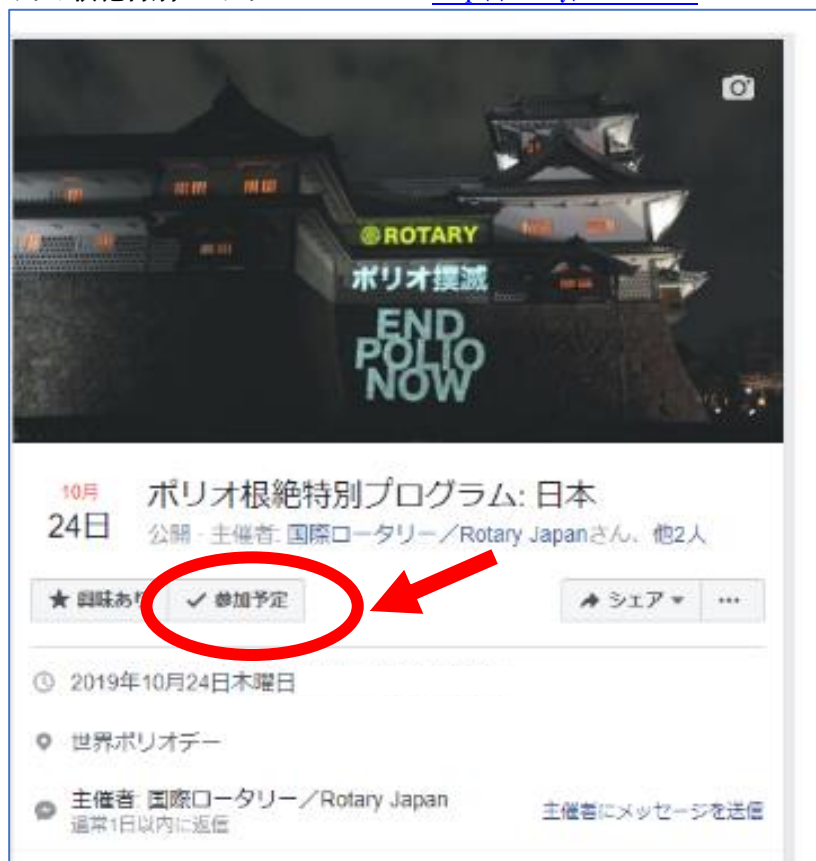 ROTARY
ポリオ撲滅
END
POLIO
NOW
10月
24日
ポリオ根絶特別プログラム: 日本
公開 · 主催者: 国際ロータリー／Rotary Japanさん、他2人
★ 興味あり ✓ 参加予定 シェア ▾ ···
2019年10月24日木曜日
世界ポリオデー
主催者: 国際ロータリー／Rotary Japan
通常1日以内に返信
主催者にメッセージを送信